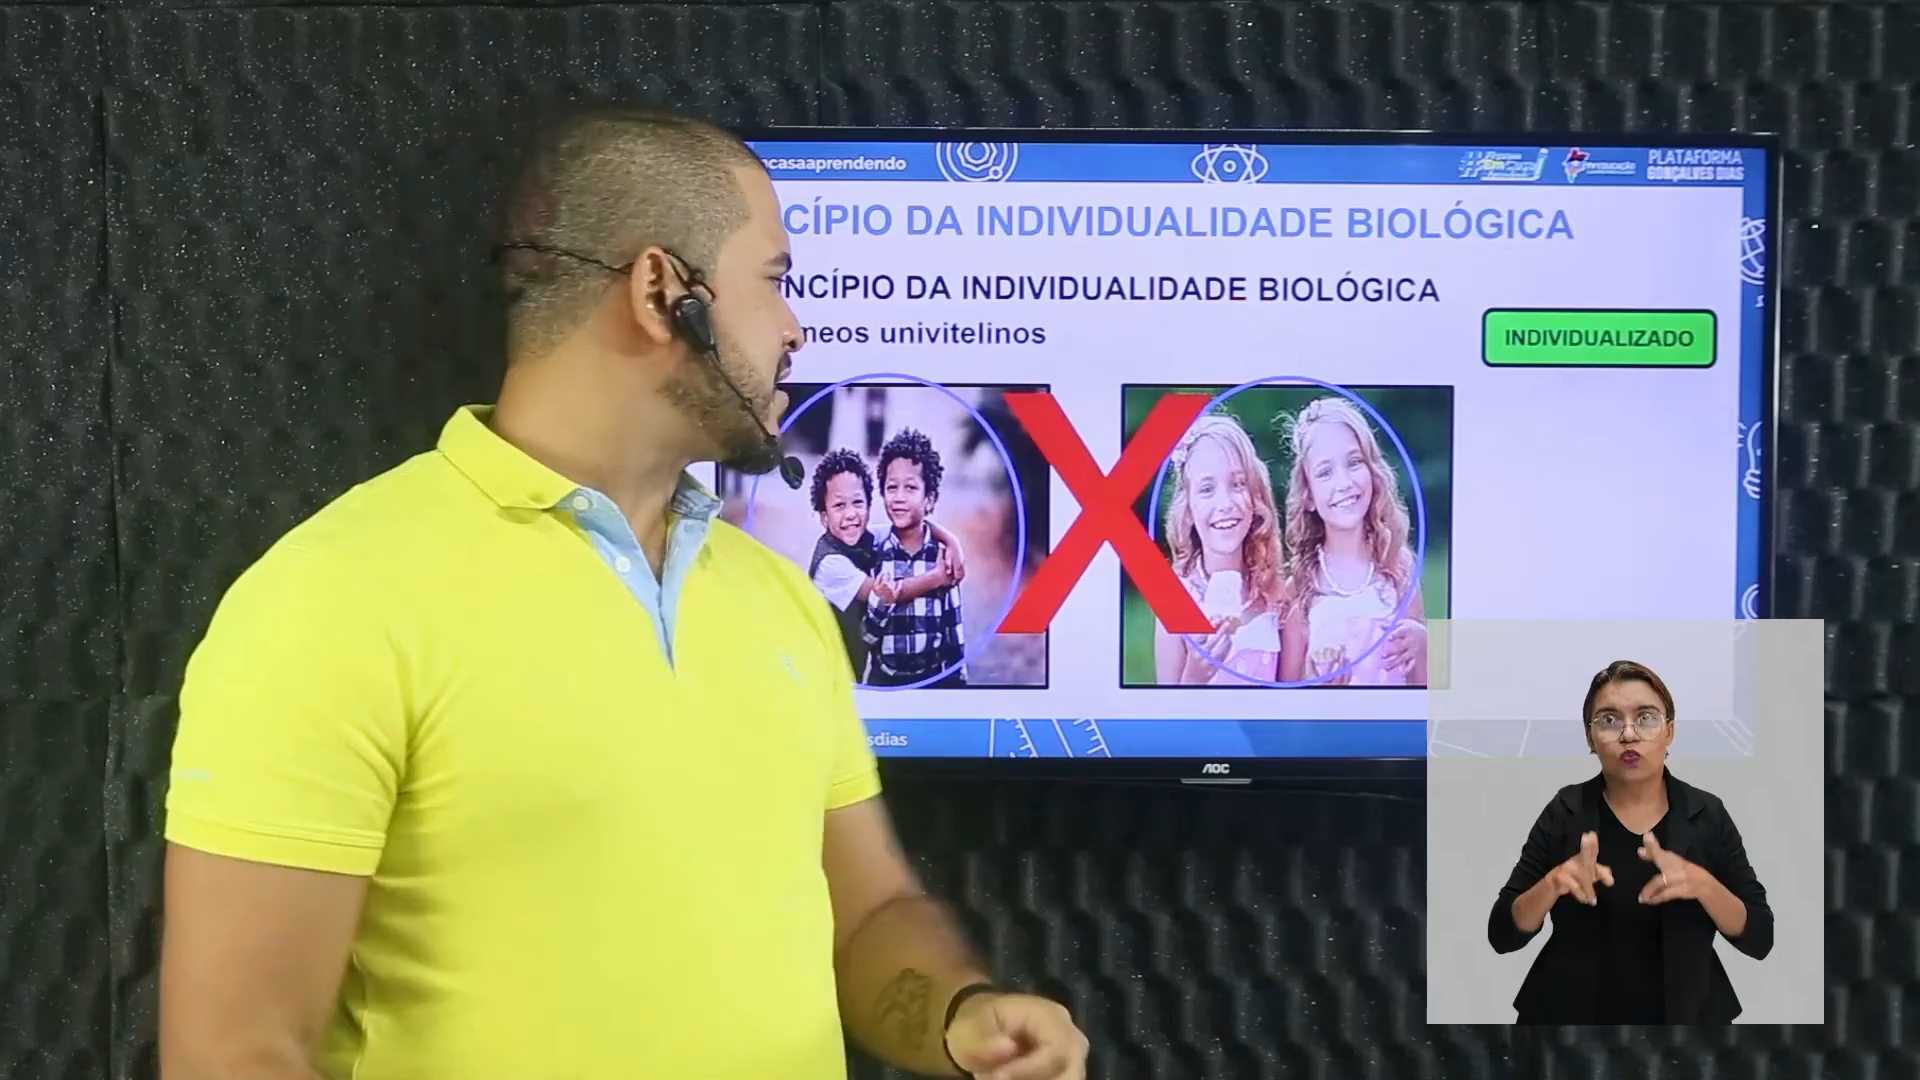 ncasaaprendendo
PLATAFORMA
GONÇALVES DIAS
CÍPIO DA INDIVIDUALIDADE BIOLÓGICA
NCÍPIO DA INDIVIDUALIDADE BIOLÓGICA
meos univitelinos
INDIVIDUALIZADO
X
sdias
AOC